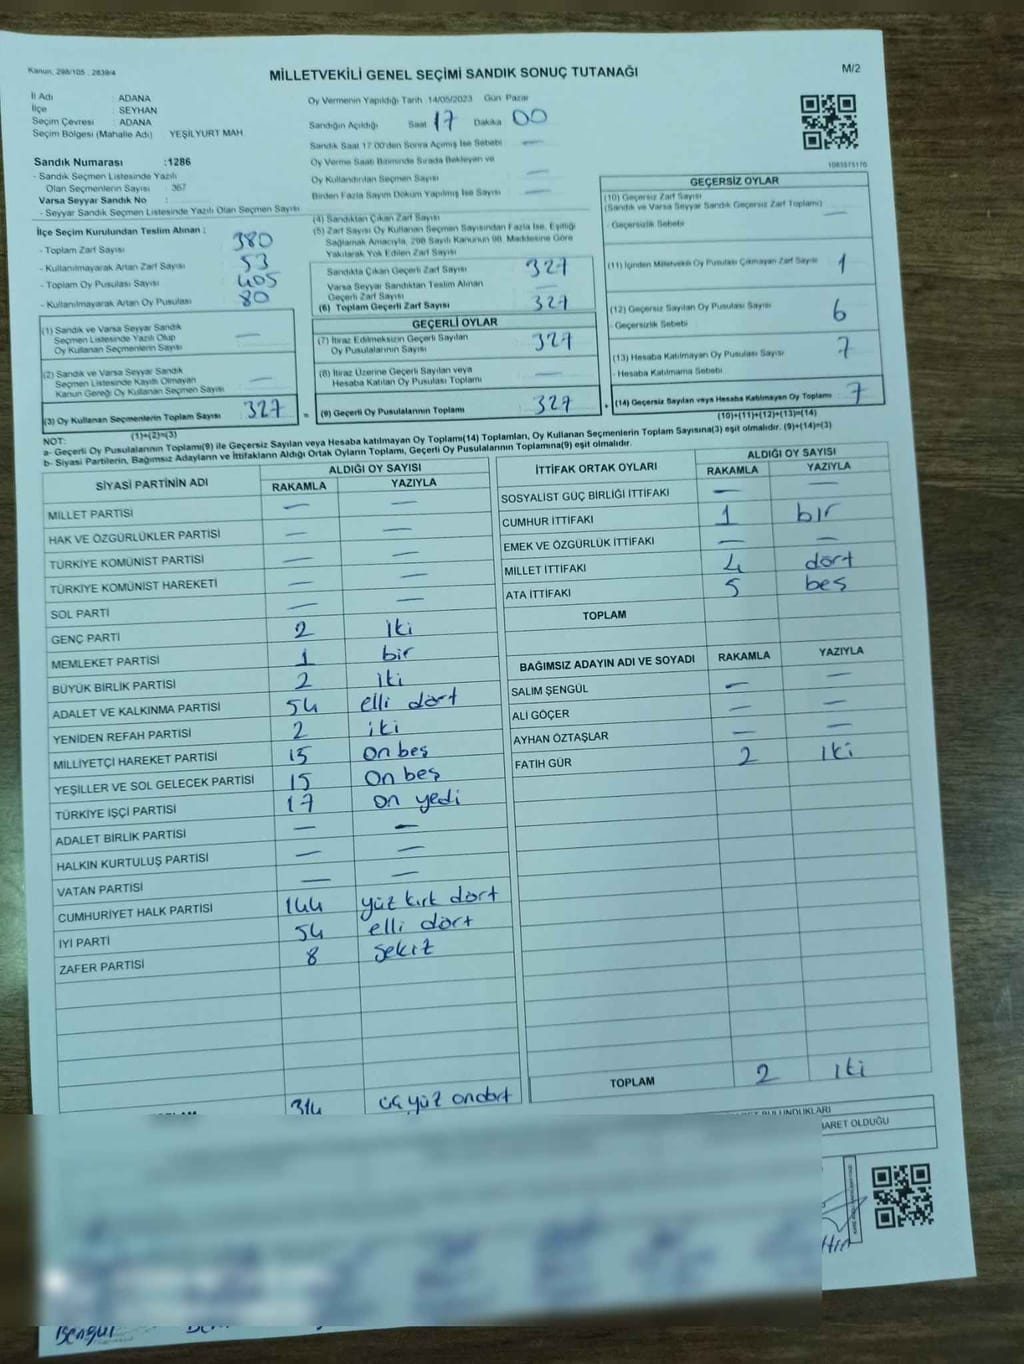 Kanun, 298/105 : 2839/4
MİLLETVEKİLİ GENEL SEÇİMİ SANDIK SONUÇ TUTANAĞI
M/2
İl Adı : ADANA
İlçe : SEYHAN
Seçim Çevresi : ADANA
Seçim Bölgesi (Mahalle Adı) YEŞİLYURT MAH
Sandık Numarası :1286
- Sandık Seçmen Listesinde Yazılı
Olan Seçmenlerin Sayısı : 367
Varsa Seyyar Sandık No
- Seyyar Sandık Seçmen Listesinde Yazılı Olan Seçmen Sayısı
Oy Vermenin Yapıldığı Tarih :14/05/2023 Gün Pazar
Sandığın Açıldığı Saat 17 Dakika 00
Sandık Saat 17:00'den Sonra Açılmış İse Sebebi —
Oy Verme Saati Bitiminde Sırada Bekleyen ve
Oy Kullandırılan Seçmen Sayısı —
Birden Fazla Sayım Döküm Yapılmış İse Sayısı —
1083575170
İlçe Seçim Kurulundan Teslim Alınan :
- Toplam Zarf Sayısı 380
- Kullanılmayarak Artan Zarf Sayısı 53
- Toplam Oy Pusulası Sayısı 405
- Kullanılmayarak Artan Oy Pusulası 80
(1) Sandık ve Varsa Seyyar Sandık
Seçmen Listesinde Yazılı Olup
Oy Kullanan Seçmenlerin Sayısı —
(2) Sandık ve Varsa Seyyar Sandık
Seçmen Listesinde Kayıtlı Olmayan
Kanun Gereği Oy Kullanan Seçmen Sayısı —
(3) Oy Kullanan Seçmenlerin Toplam Sayısı 327
(1)+(2)=(3)
(4) Sandıktan Çıkan Zarf Sayısı
(5) Zarf Sayısı Oy Kullanan Seçmen Sayısından Fazla İse, Eşitliği
Sağlamak Amacıyla, 298 Sayılı Kanunun 98. Maddesine Göre
Yakılarak Yok Edilen Zarf Sayısı
Sandıkta Çıkan Geçerli Zarf Sayısı 327
Varsa Seyyar Sandıktan Teslim Alınan
Geçerli Zarf Sayısı —
(6) Toplam Geçerli Zarf Sayısı 327
GEÇERLİ OYLAR
(7) İtiraz Edilmeksizin Geçerli Sayılan
Oy Pusulalarının Sayısı 327
(8) İtiraz Üzerine Geçerli Sayılan veya
Hesaba Katılan Oy Pusulası Toplamı —
= (9) Geçerli Oy Pusulalarının Toplamı 327
GEÇERSİZ OYLAR
(10) Geçersiz Zarf Sayısı
(Sandık ve Varsa Seyyar Sandık Geçersiz Zarf Toplamı) —
- Geçersizlik Sebebi
(11) İçinden Milletvekili Oy Pusulası Çıkmayan Zarf Sayısı 1
(12) Geçersiz Sayılan Oy Pusulası Sayısı 6
- Geçersizlik Sebebi
(13) Hesaba Katılmayan Oy Pusulası Sayısı 7
- Hesaba Katılmama Sebebi
+ (14) Geçersiz Sayılan veya Hesaba Katılmayan Oy Toplamı 7
(10)+(11)+(12)+(13)=(14)
NOT:
a- Geçerli Oy Pusulalarının Toplamı(9) ile Geçersiz Sayılan veya Hesaba katılmayan Oy Toplamı(14) Toplamları, Oy Kullanan Seçmenlerin Toplam Sayısına(3) eşit olmalıdır. (9)+(14)=(3)
b- Siyasi Partilerin, Bağımsız Adayların ve İttifakların Aldığı Ortak Oyların Toplamı, Geçerli Oy Pusulalarının Toplamına(9) eşit olmalıdır.
SİYASİ PARTİNİN ADI ALDIĞI OY SAYISI
RAKAMLA YAZIYLA
MİLLET PARTİSİ — —
HAK VE ÖZGÜRLÜKLER PARTİSİ — —
TÜRKİYE KOMÜNİST PARTİSİ — —
TÜRKİYE KOMÜNİST HAREKETİ — —
SOL PARTİ — —
GENÇ PARTİ 2 iki
MEMLEKET PARTİSİ 1 bir
BÜYÜK BİRLİK PARTİSİ 2 iki
ADALET VE KALKINMA PARTİSİ 54 elli dört
YENİDEN REFAH PARTİSİ 2 iki
MİLLİYETÇİ HAREKET PARTİSİ 15 on beş
YEŞİLLER VE SOL GELECEK PARTİSİ 15 on beş
TÜRKİYE İŞÇİ PARTİSİ 17 on yedi
ADALET BİRLİK PARTİSİ — —
HALKIN KURTULUŞ PARTİSİ — —
VATAN PARTİSİ — —
CUMHURİYET HALK PARTİSİ 144 yüz kırk dört
İYİ PARTİ 54 elli dört
ZAFER PARTİSİ 8 sekiz
314 üç yüz ondört
İTTİFAK ORTAK OYLARI ALDIĞI OY SAYISI
RAKAMLA YAZIYLA
SOSYALİST GÜÇ BİRLİĞİ İTTİFAKI — —
CUMHUR İTTİFAKI 1 bir
EMEK VE ÖZGÜRLÜK İTTİFAKI — —
MİLLET İTTİFAKI 4 dört
ATA İTTİFAKI 5 beş
TOPLAM
BAĞIMSIZ ADAYIN ADI VE SOYADI RAKAMLA YAZIYLA
SALIM ŞENGÜL — —
ALİ GÖÇER — —
AYHAN ÖZTAŞLAR — —
FATIH GÜR 2 iki
TOPLAM 2 iki
BULUNDUKLARI
İBARET OLDUĞU
Bengül